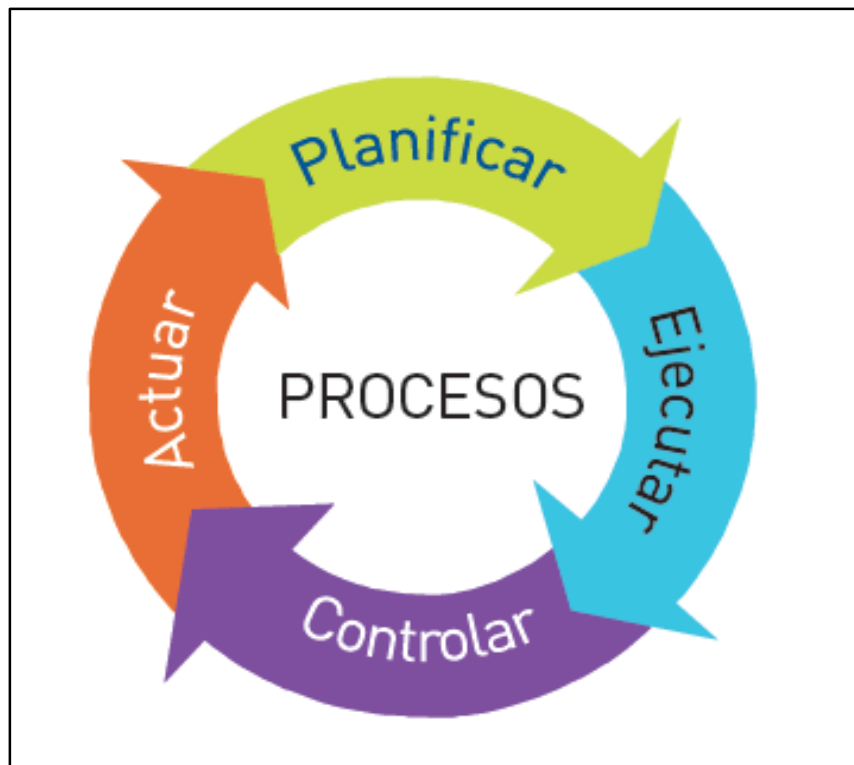 Planificar
Ejecutar
Controlar
Actuar
PROCESOS